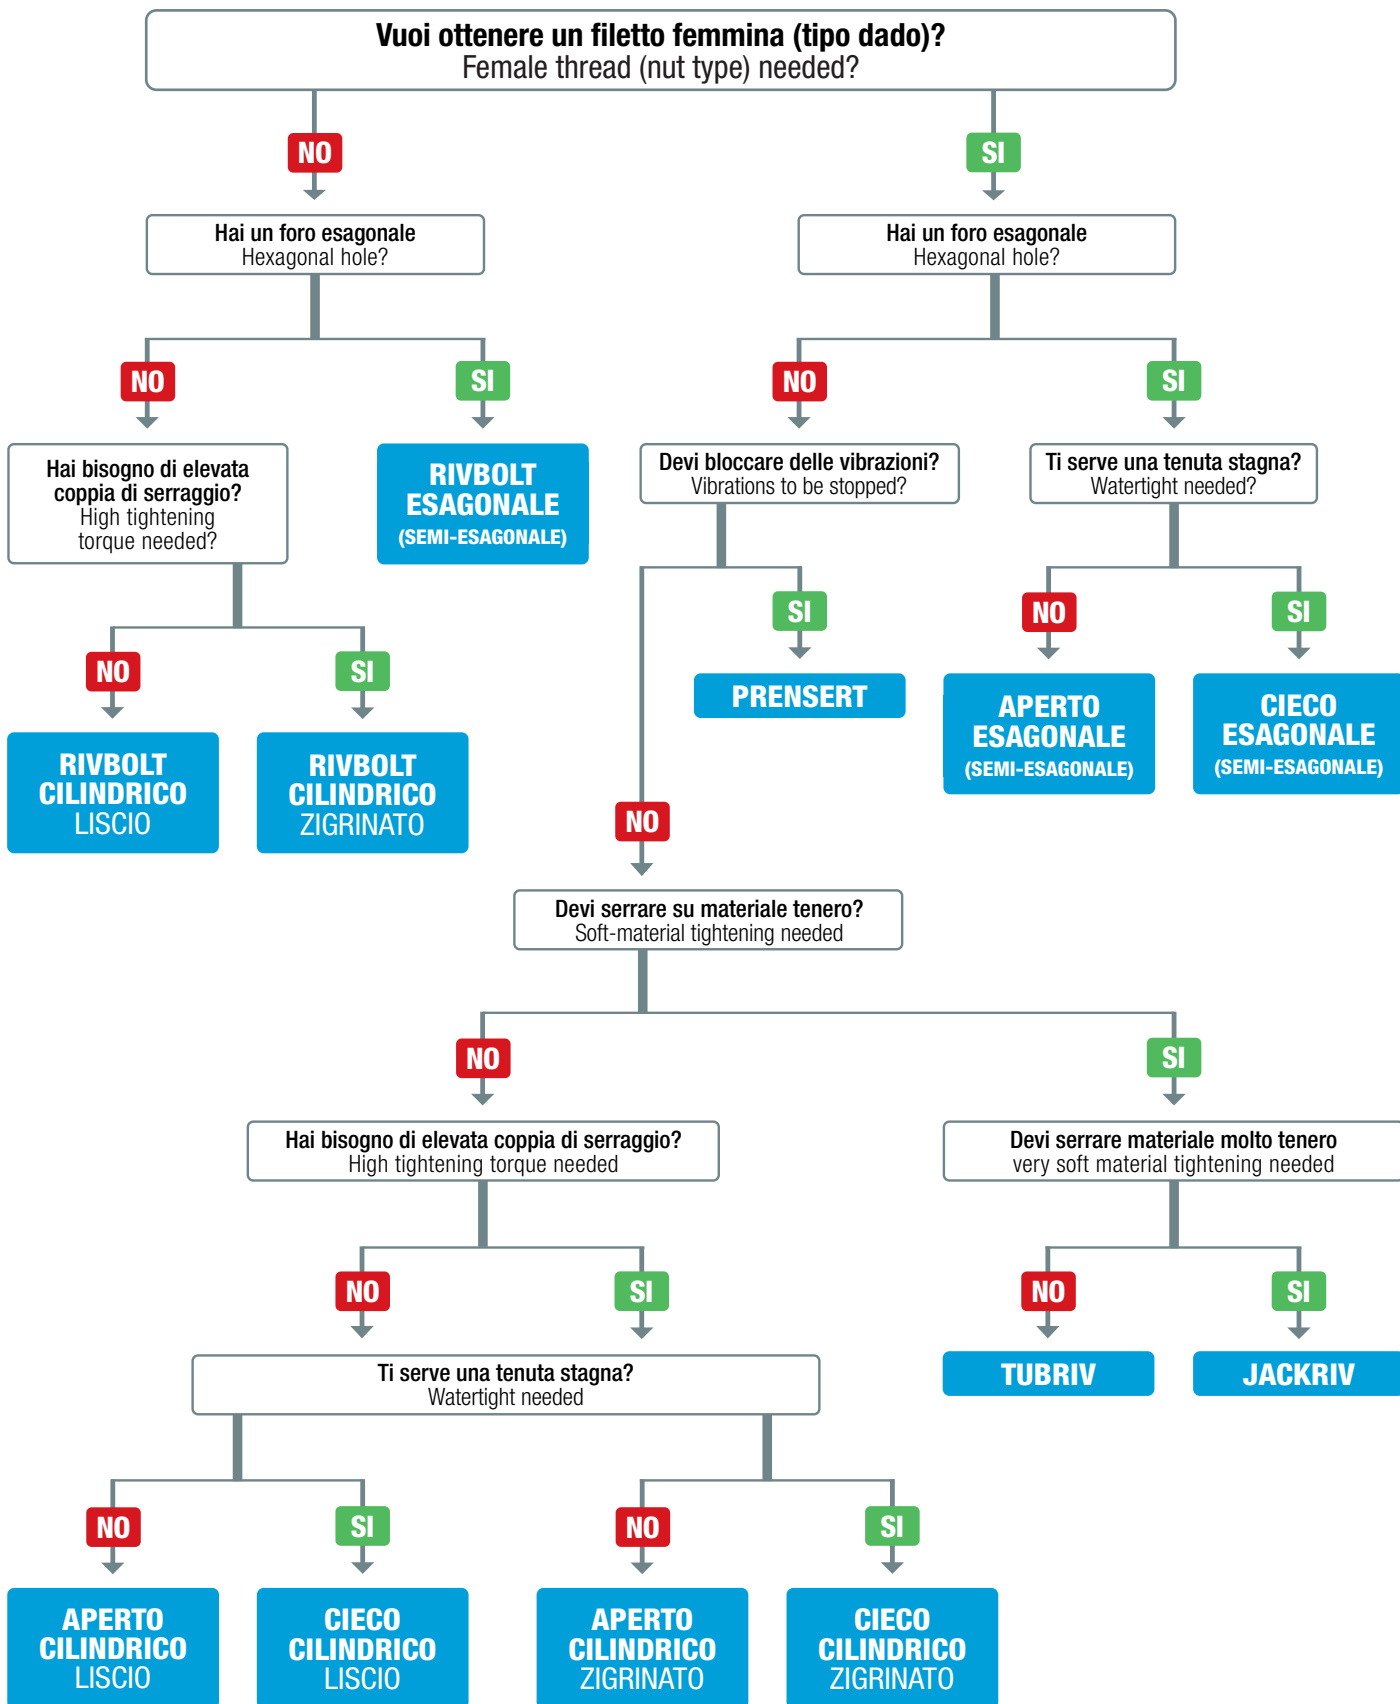 Vuoi ottenere un filetto femmina (tipo dado)?
Female thread (nut type) needed?
NO
SI
Hai un foro esagonale
Hexagonal hole?
Hai un foro esagonale
Hexagonal hole?
NO
SI
NO
SI
Hai bisogno di elevata
coppia di serraggio?
High tightening
torque needed?
RIVBOLT
ESAGONALE
(SEMI-ESAGONALE)
Devi bloccare delle vibrazioni?
Vibrations to be stopped?
Ti serve una tenuta stagna?
Watertight needed?
NO
SI
SI
NO
SI
RIVBOLT
CILINDRICO
LISCIO
RIVBOLT
CILINDRICO
ZIGRINATO
PRENSERT
APERTO
ESAGONALE
(SEMI-ESAGONALE)
CIECO
ESAGONALE
(SEMI-ESAGONALE)
NO
Devi serrare su materiale tenero?
Soft-material tightening needed
NO
SI
Hai bisogno di elevata coppia di serraggio?
High tightening torque needed
Devi serrare materiale molto tenero
very soft material tightening needed
NO
SI
NO
SI
Ti serve una tenuta stagna?
Watertight needed
TUBRIV
JACKRIV
NO
SI
NO
SI
APERTO
CILINDRICO
LISCIO
CIECO
CILINDRICO
LISCIO
APERTO
CILINDRICO
ZIGRINATO
CIECO
CILINDRICO
ZIGRINATO